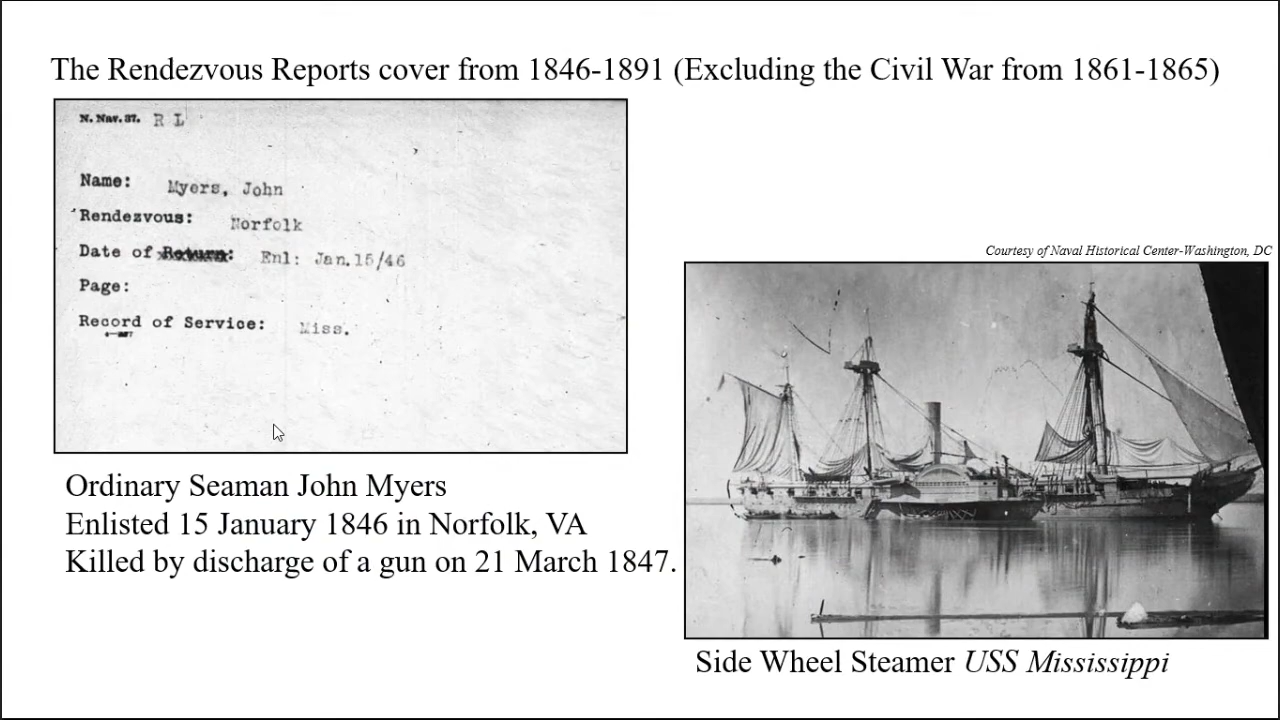 The Rendezvous Reports cover from 1846-1891 (Excluding the Civil War from 1861-1865)
N. Nav. 37. R L
Name: Myers, John
Rendezvous: Norfolk
Date of Return: Enl: Jan.15/46
Page:
Record of Service: Miss.
Ordinary Seaman John Myers
Enlisted 15 January 1846 in Norfolk, VA
Killed by discharge of a gun on 21 March 1847.
Courtesy of Naval Historical Center-Washington, DC
Side Wheel Steamer USS Mississippi